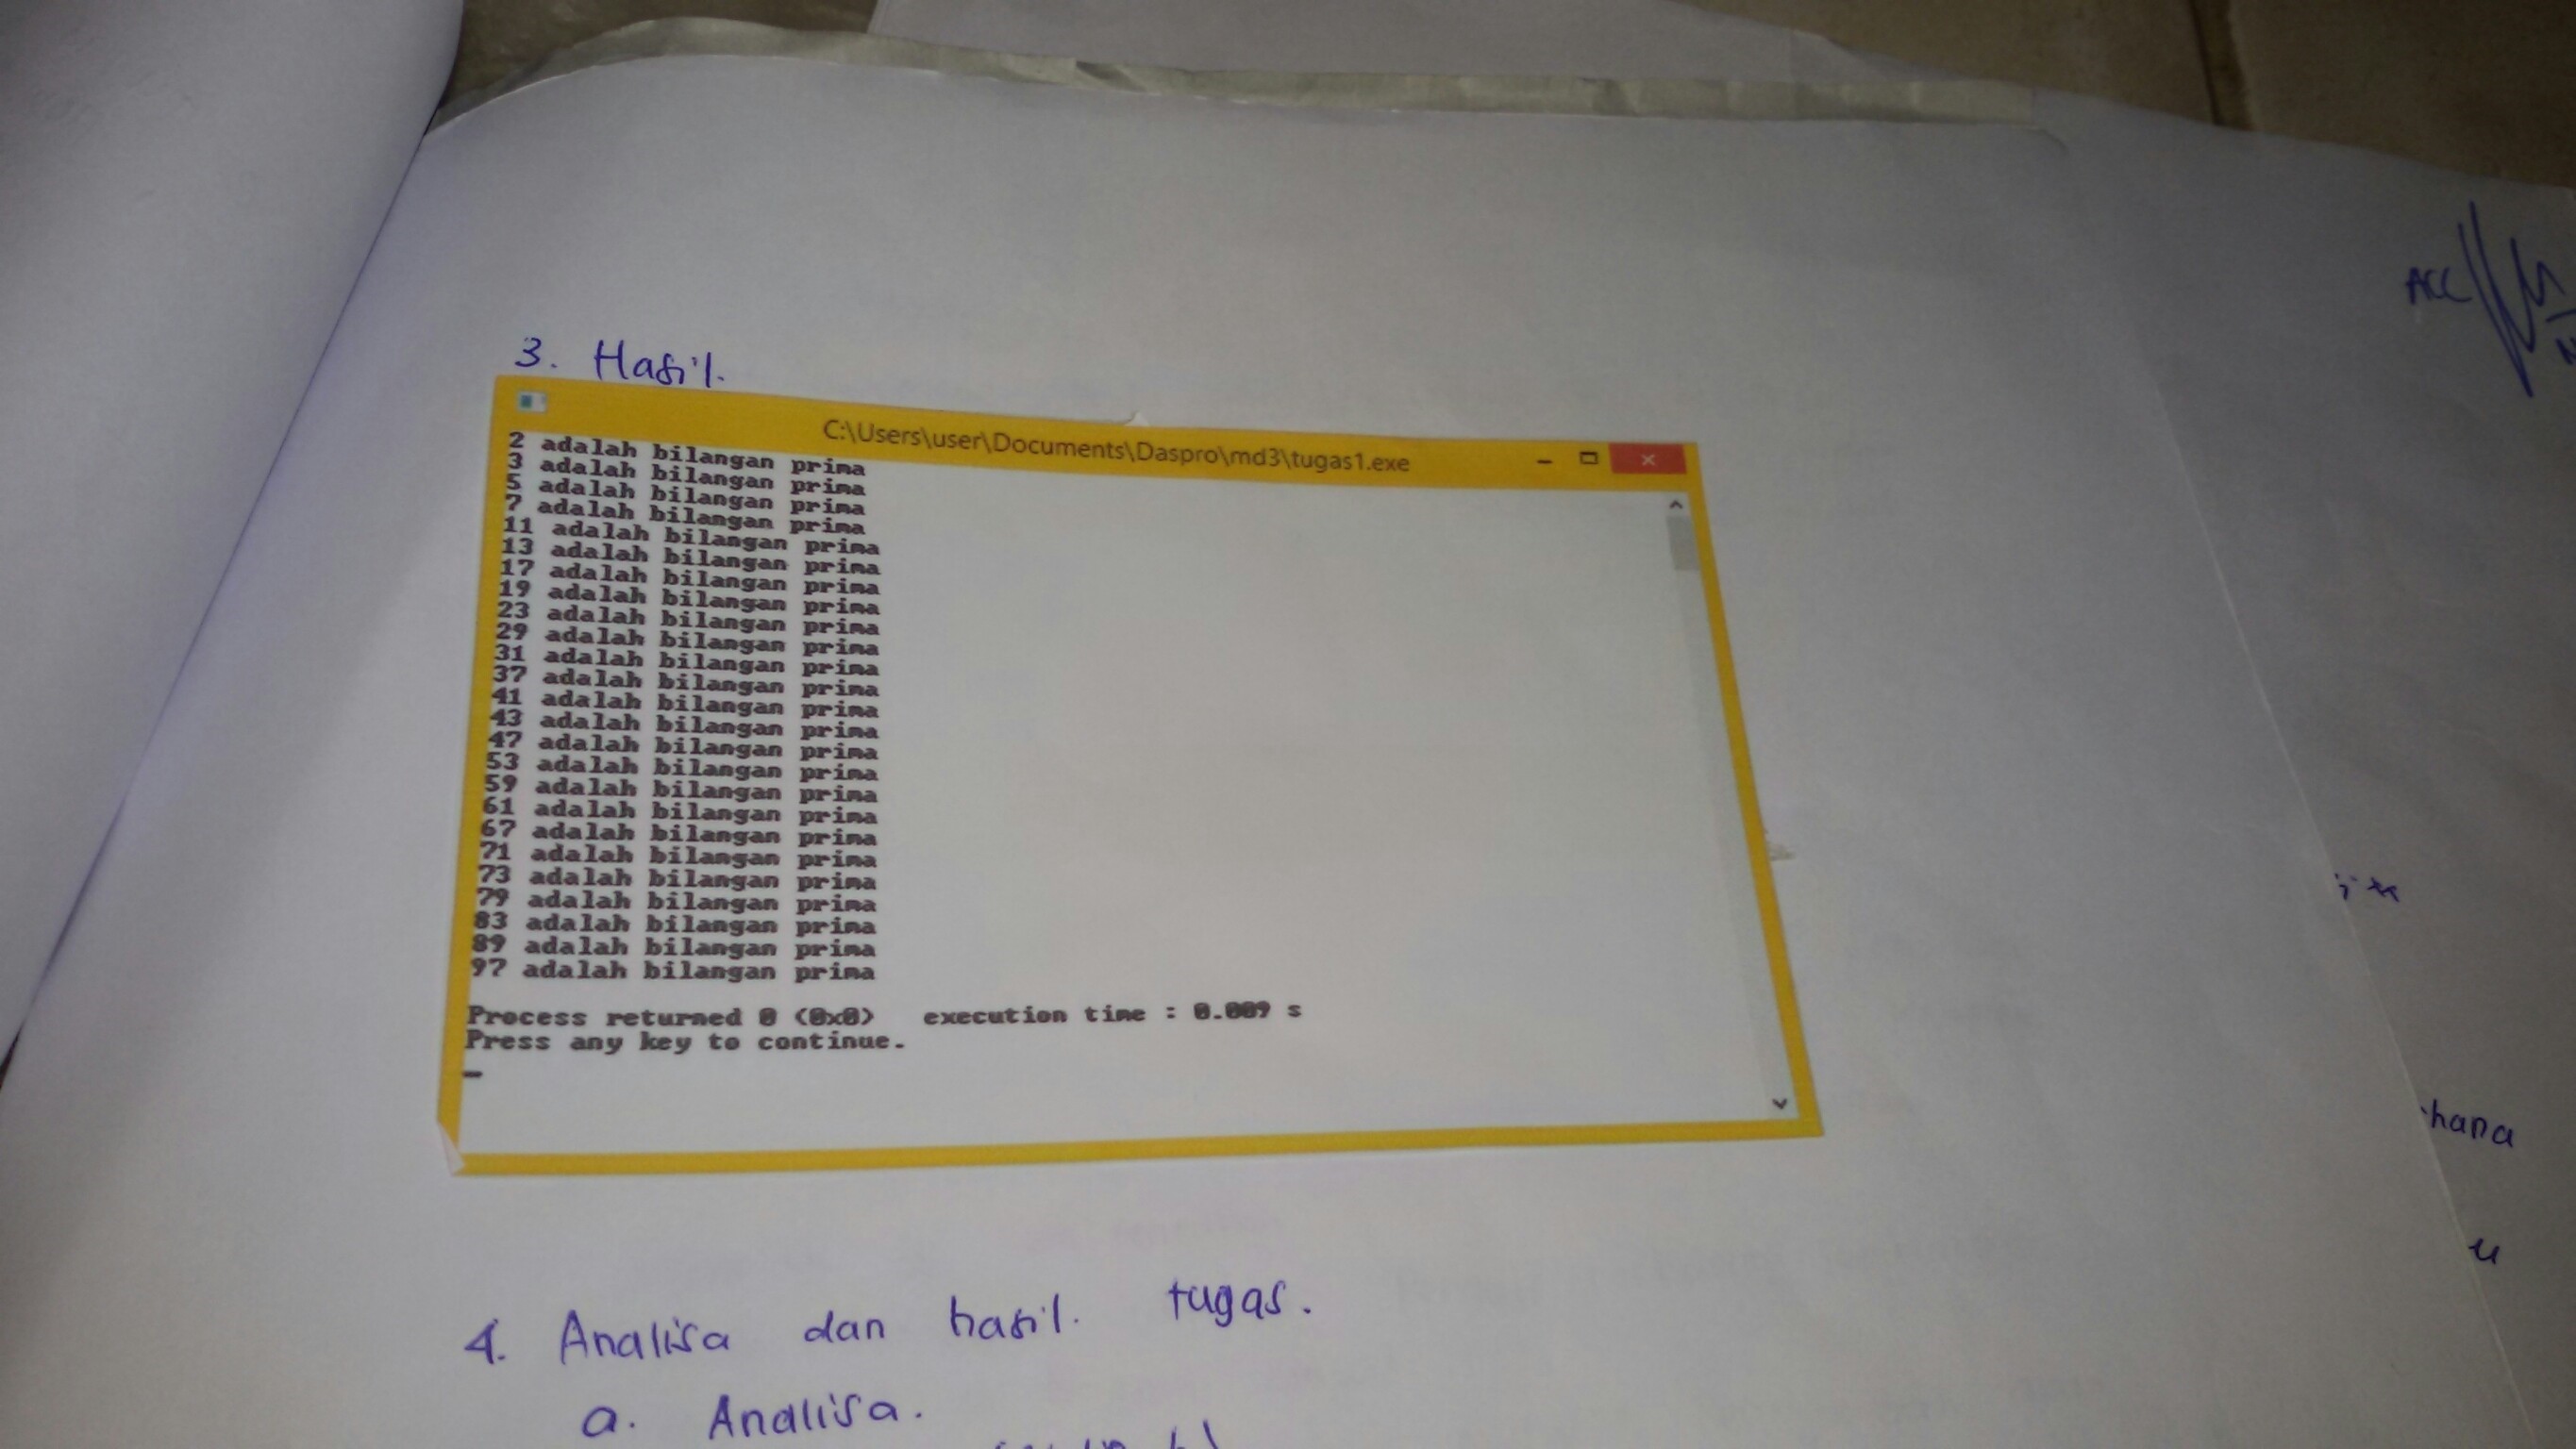 ACC
3. Hasil.
C:\Users\user\Documents\Daspro\md3\tugas1.exe
2 adalah bilangan prima
3 adalah bilangan prima
5 adalah bilangan prima
7 adalah bilangan prima
11 adalah bilangan prima
13 adalah bilangan prima
17 adalah bilangan prima
19 adalah bilangan prima
23 adalah bilangan prima
29 adalah bilangan prima
31 adalah bilangan prima
37 adalah bilangan prima
41 adalah bilangan prima
43 adalah bilangan prima
47 adalah bilangan prima
53 adalah bilangan prima
59 adalah bilangan prima
61 adalah bilangan prima
67 adalah bilangan prima
71 adalah bilangan prima
73 adalah bilangan prima
79 adalah bilangan prima
83 adalah bilangan prima
89 adalah bilangan prima
97 adalah bilangan prima
Process returned 0 (0x0) execution time : 0.009 s
Press any key to continue.
hana
4. Analisa dan hasil. tugas.
a. Analisa.